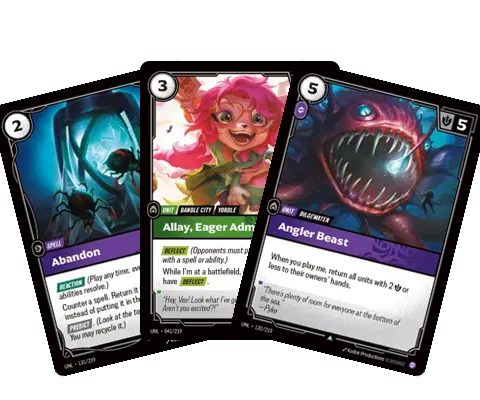 2
SPELL
Abandon
REACTION (Play any time, eve
abilities resolve.)
Counter a spell. Return it
instead of putting it in the
PREDICT. (Look at the to
You may recycle it.)
UNL • 131/219
3
UNIT BANDLE CITY YORDLE
Allay, Eager Adm
DEFLECT (Opponents must p
with a spell or ability.)
While I'm at a battlefield,
have DEFLECT.
"Hey, Vex! Look what I've g
Aren't you excited?!"
UNL • 041/219
5
5
UNIT BILGEWATER
Angler Beast
When you play me, return all units with 2 or
less to their owners' hands.
"There's plenty of room for everyone at the bottom of
the sea."
—Pyke
UNL • 132/219